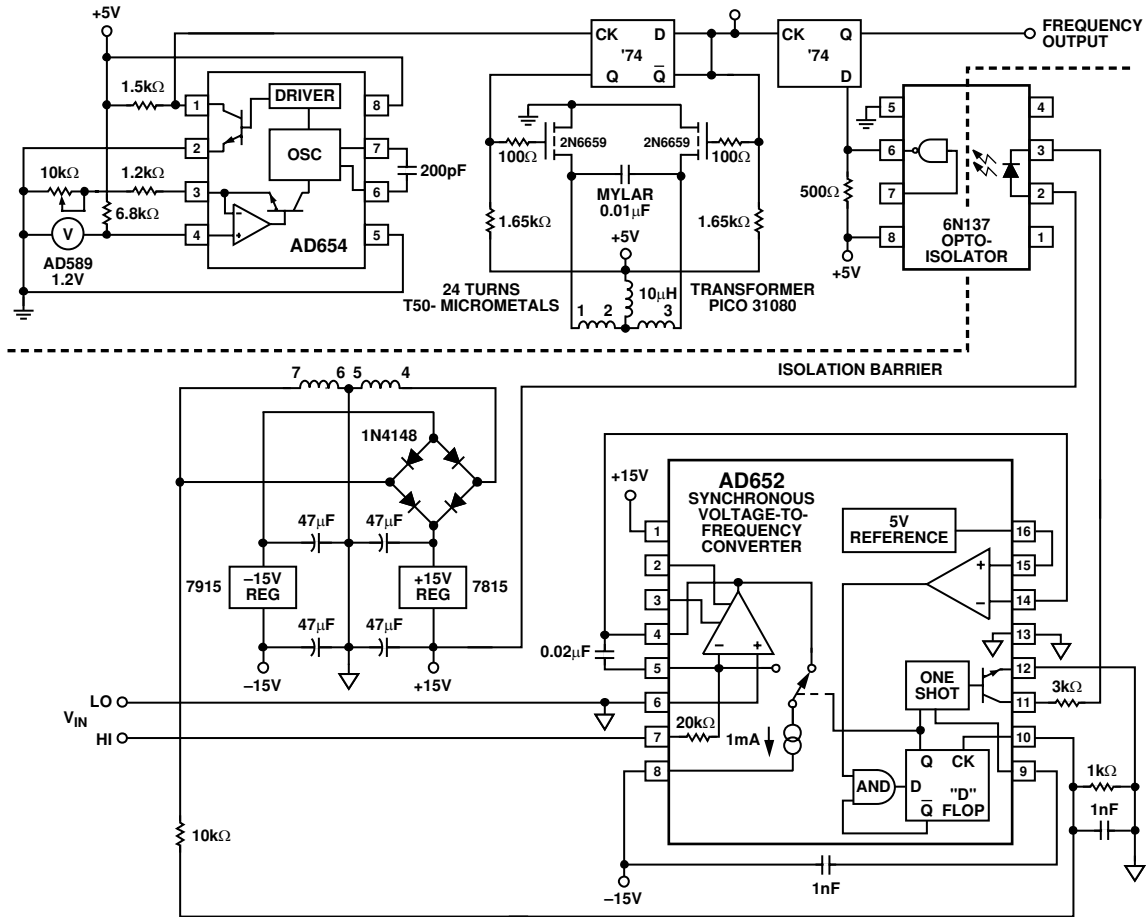 +5V
1.5kΩ
1
DRIVER
8
2
OSC
7
200pF
6
10kΩ
1.2kΩ
3
6.8kΩ
–
+
V
4
AD654
5
AD589
1.2V
CK
D
'74
Q
Q
CK
Q
'74
D
FREQUENCY
OUTPUT
2N6659
2N6659
100Ω
100Ω
MYLAR
0.01μF
1.65kΩ
1.65kΩ
+5V
24 TURNS
T50- MICROMETALS
10μH
TRANSFORMER
PICO 31080
1
2
3
500Ω
+5V
5
6
7
8
4
3
2
1
6N137
OPTO-
ISOLATOR
ISOLATION BARRIER
7
6
5
4
1N4148
47μF
47μF
7915
–15V
REG
+15V
REG
7815
47μF
47μF
–15V
+15V
LO
VIN
HI
10kΩ
+15V
AD652
SYNCHRONOUS
VOLTAGE-TO-
FREQUENCY
CONVERTER
5V
REFERENCE
1
2
3
4
5
6
7
8
16
15
14
13
12
11
10
9
0.02μF
–
+
+
–
20kΩ
1mA
ONE
SHOT
AND
Q
CK
D
"D"
FLOP
Q
3kΩ
1kΩ
1nF
1nF
–15V